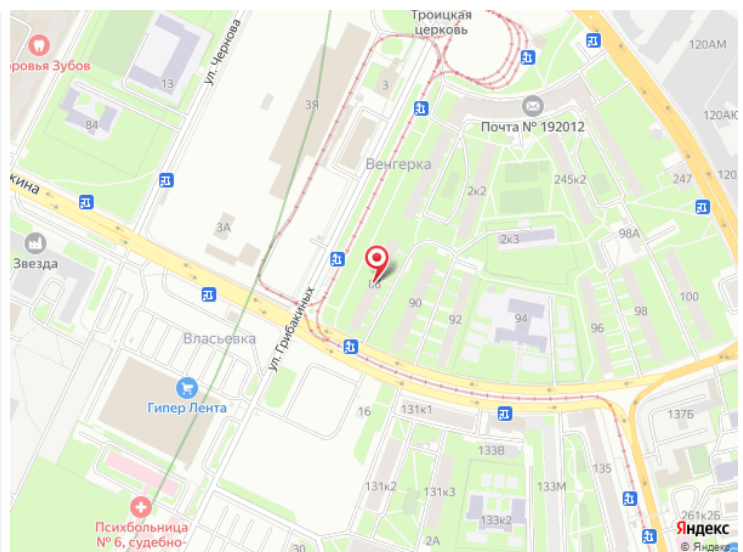 Троицкая
церковь
120АМ
оровья Зубов
ул. Чернова
13
3
3Я
84
120АЮ
Почта № 192012
Венгерка
245к2
247
2к2
кина
3А
2к3
98А
Звезда
88
ул. Грибакиных
90
92
94
96
98
100
Власьевка
Гипер Лента
16
131к1
137Б
133В
135
131к2
131к3
133М
133к2
Психбольница
№ 6, судебно-
30
2А
261к2Б
Яндекс
© Яндекс